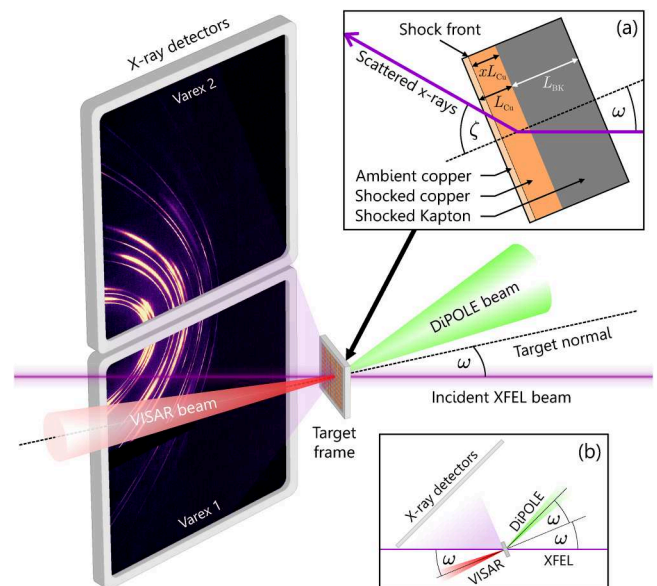 X-ray detectors
Varex 2
Varex 1
VISAR beam
Target
frame
DiPOLE beam
Target normal
ω
Incident XFEL beam
(a)
Shock front
Scattered x-rays
xL_Cu
L_Cu
L_BK
ζ
ω
Ambient copper
Shocked copper
Shocked Kapton
(b)
X-ray detectors
DiPOLE
ω
ω
ω
VISAR
XFEL